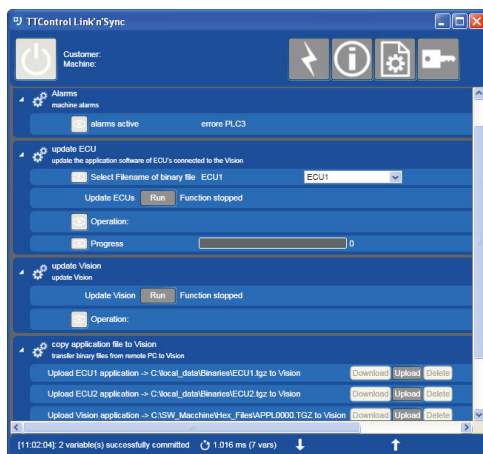 TTControl Link'n'Sync
Customer:
Machine:
Alarms
machine alarms
alarms active errore PLC3
update ECU
update the application software of ECU's connected to the Vision
Select Filename of binary file ECU1 ECU1
Update ECUs Run Function stopped
Operation:
Progress 0
update Vision
update Vision
Update Vision Run Function stopped
Operation:
copy application file to Vision
transfer binary files from remote PC to Vision
Upload ECU1 application -> C:\local_data\Binaries\ECU1.tgz to Vision Download Upload Delete
Upload ECU2 application -> C:\local_data\Binaries\ECU2.tgz to Vision Download Upload Delete
Upload Vision application -> C:\SW_Macchine\Hex_Files\APPL0000.TGZ to Vision Download Upload Delete
[11:02:04]: 2 variable(s) successfully committed 1.016 ms (7 vars)